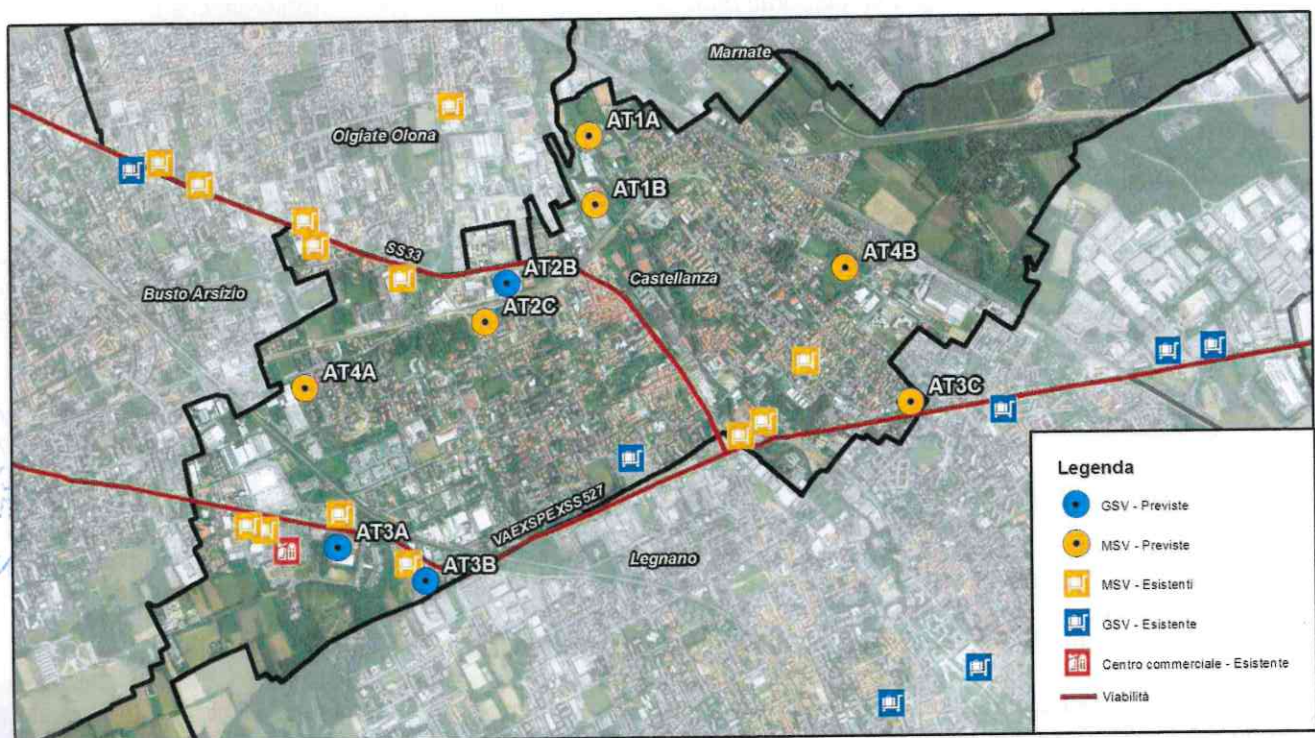 Marnate
AT1A
Olgiate Olona
AT1B
SS33
AT4B
AT2B
Castellanza
Busto Arsizio
AT2C
AT4A
AT3C
Legenda
GSV - Previste
MSV - Previste
MSV - Esistenti
GSV - Esistente
Centro commerciale - Esistente
Viabilità
VAEXSPEXSS527
AT3A
AT3B
Legnano